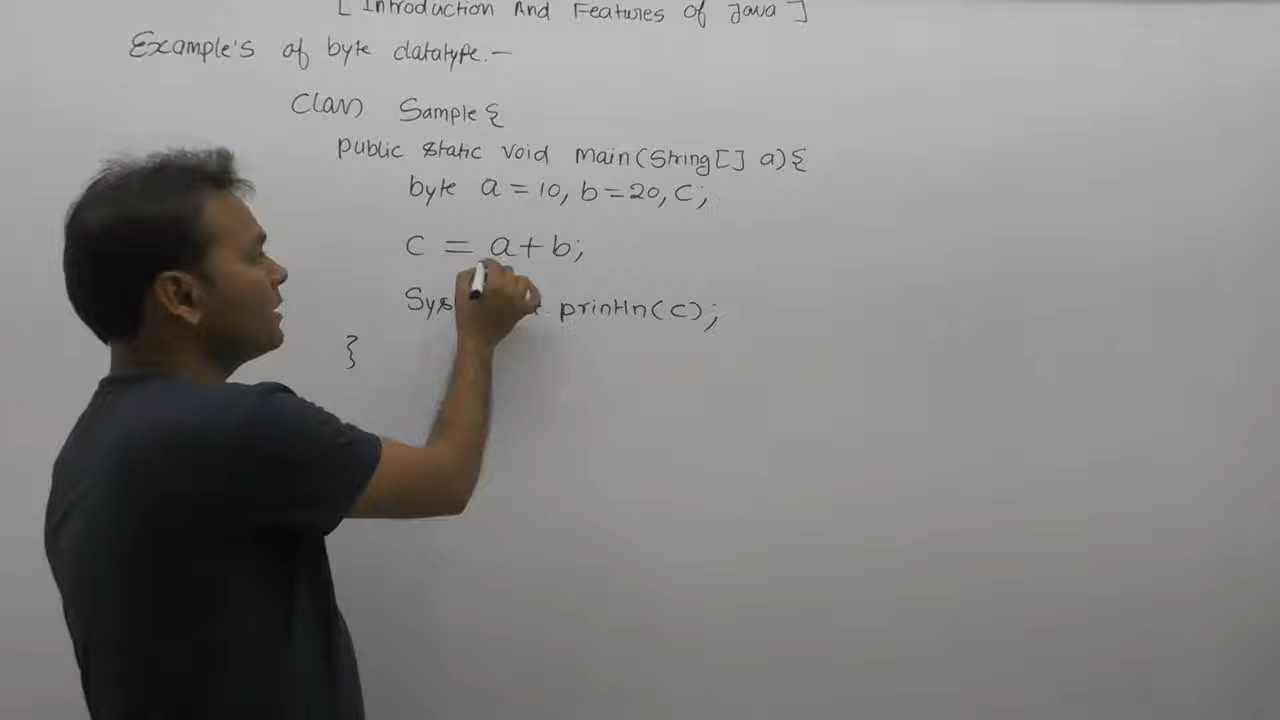 [ Introduction And Features of Java ]
Example's of byte datatype.-
Class Sample{
public static void main(String[] a){
byte a=10, b=20, c;
c = a+b;
println(c);
}